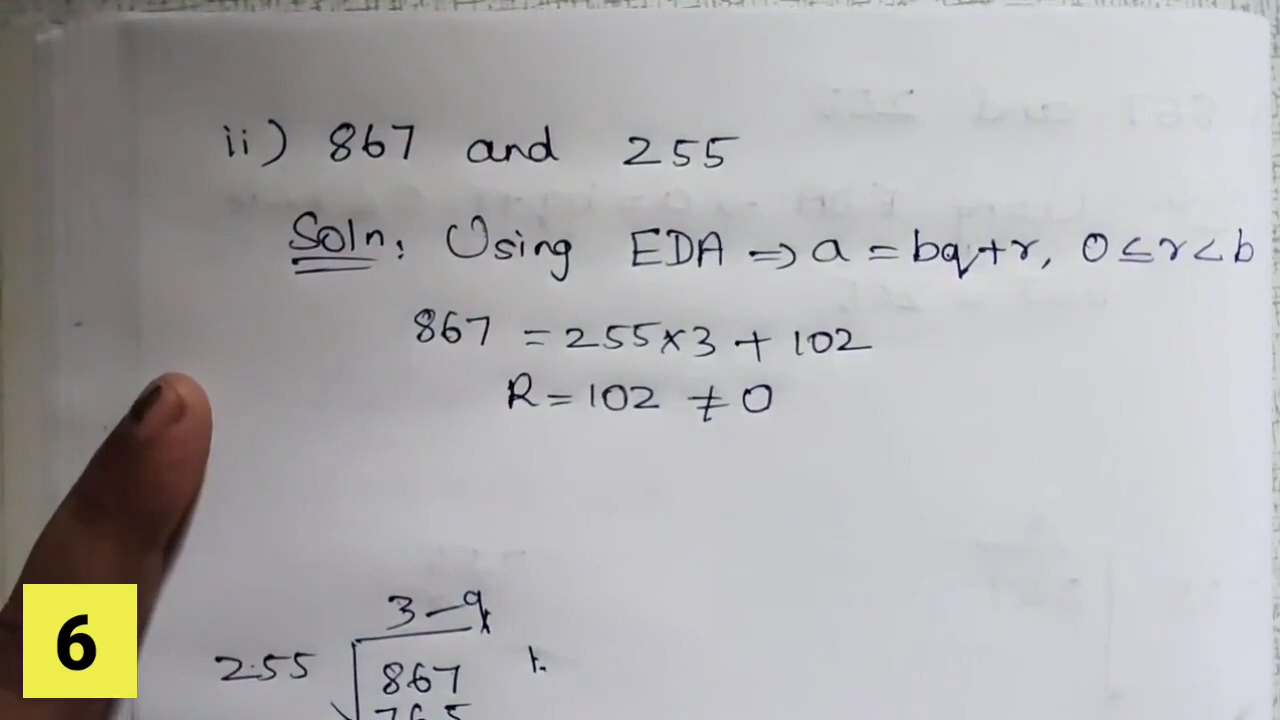 ii) 867 and 255
Soln: Using EDA ⇒ a = bq+r, 0≤r<b
867 = 255×3 + 102
R = 102 ≠ 0
3 – q
255 867
765
6